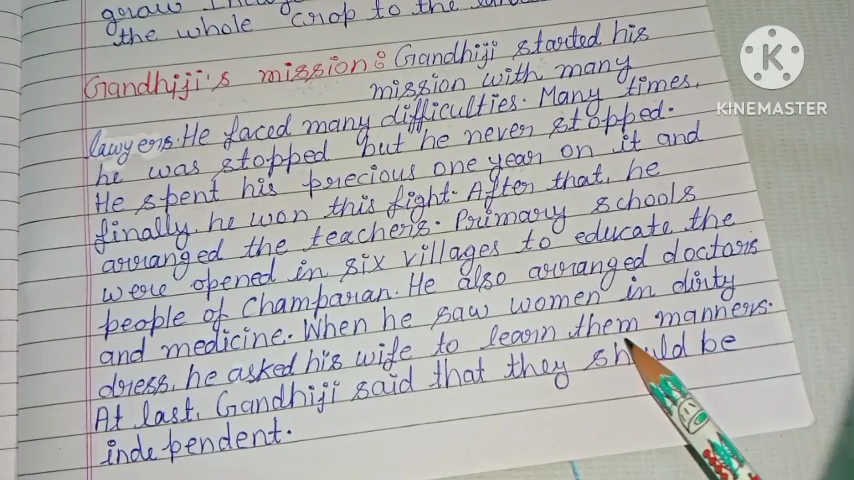 grow
the whole crop to the
Gandhiji's mission: Gandhiji started his
mission with many
lawyers. He faced many difficulties. Many times,
he was stopped but he never stopped.
He spent his precious one year on it and
finally, he won this fight. After that, he
arranged the teachers. Primary schools
were opened in six villages to educate the
people of Champaran. He also arranged doctors
and medicine. When he saw women in dirty
dress, he asked his wife to learn them manners.
At last, Gandhiji said that they should be
independent.
K
KINEMASTER